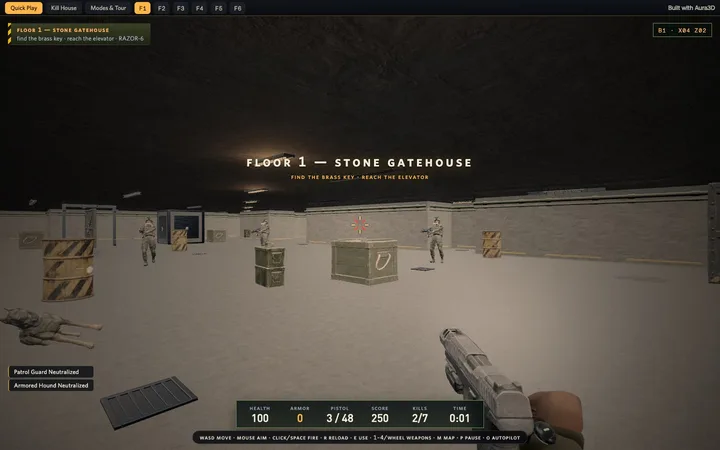 Quick Play Kill House Modes & Tour F1 F2 F3 F4 F5 F6 Built with Aura3D
FLOOR 1 — STONE GATEHOUSE
find the brass key · reach the elevator · RAZOR-6
B1 · X04 Z02
FLOOR 1 — STONE GATEHOUSE
FIND THE BRASS KEY · REACH THE ELEVATOR
Patrol Guard Neutralized
Armored Hound Neutralized
HEALTH ARMOR PISTOL SCORE KILLS TIME
100 0 3 / 48 250 2/7 0:01
WASD MOVE · MOUSE AIM · CLICK/SPACE FIRE · R RELOAD · E USE · 1-4/WHEEL WEAPONS · M MAP · P PAUSE · O AUTOPILOT